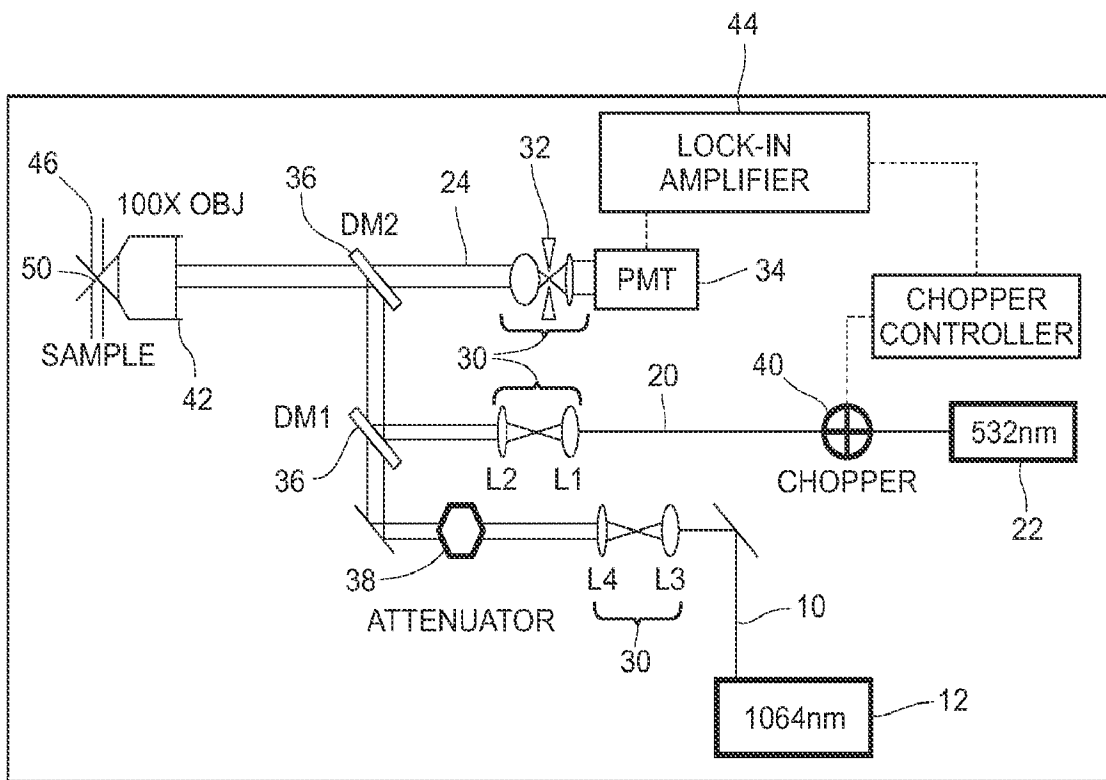 44
LOCK-IN
AMPLIFIER
46
100X OBJ
36
DM2
24
32
50
PMT
34
CHOPPER
CONTROLLER
SAMPLE
42
30
40
20
DM1
532nm
36
L2
L1
CHOPPER
22
38
L4
L3
ATTENUATOR
10
30
1064nm
12